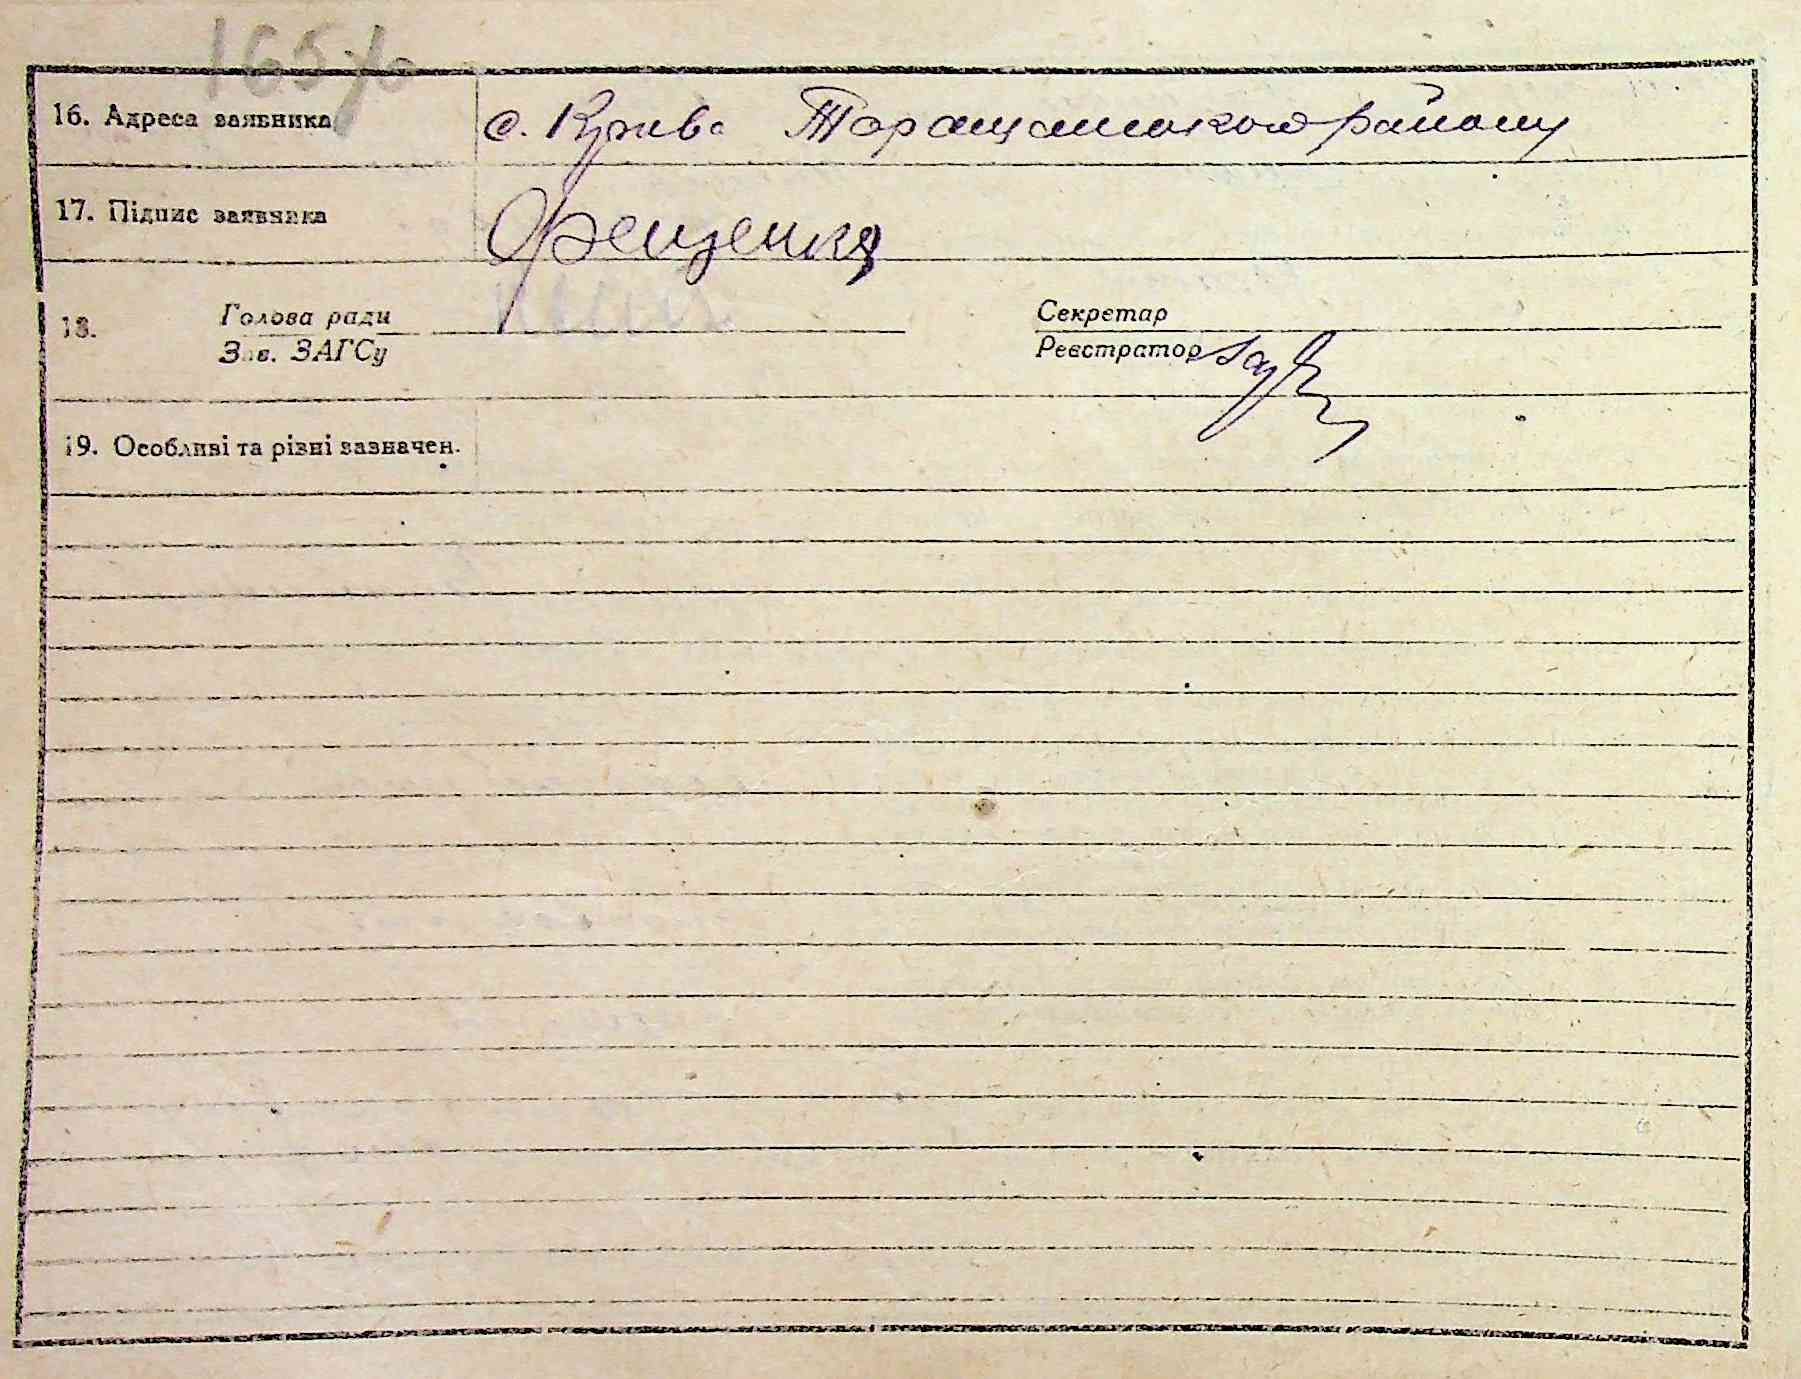 165
16. Адреса заявника с. Крива Таращанського району
17. Підпис заявника Орещенко
18. Голова ради Секретар
Зав. ЗАГСу Реєстратор
19. Особливі та різні зазначен.